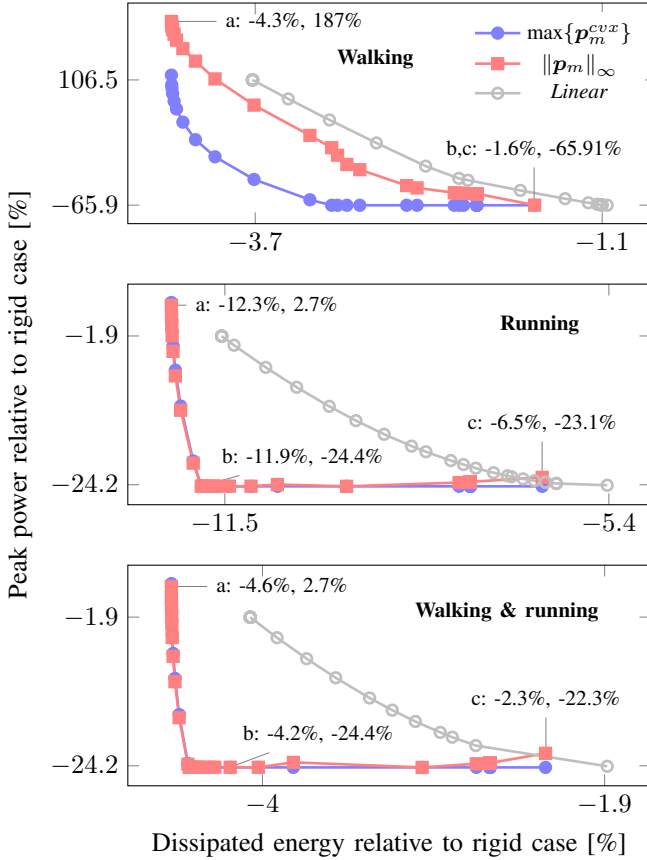 a: -4.3%, 187%
Walking
max{p_m^{cvx}}
‖p_m‖_∞
Linear
106.5
b,c: -1.6%, -65.91%
−65.9
−3.7
−1.1
a: -12.3%, 2.7%
Running
−1.9
c: -6.5%, -23.1%
b: -11.9%, -24.4%
−24.2
−11.5
−5.4
a: -4.6%, 2.7%
Walking & running
−1.9
c: -2.3%, -22.3%
b: -4.2%, -24.4%
−24.2
−4
−1.9
Peak power relative to rigid case [%]
Dissipated energy relative to rigid case [%]